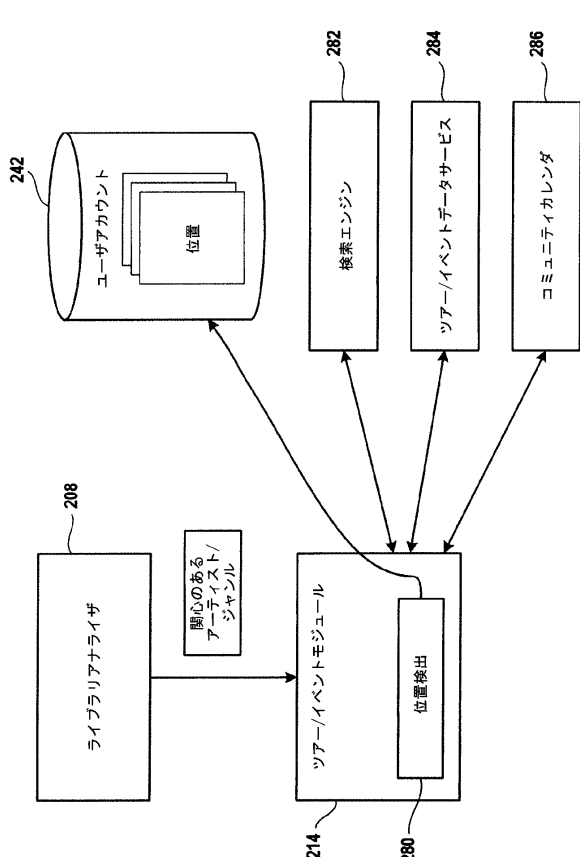 208
ライブラリアナライザ
関心のある
アーティスト/
ジャンル
242
ユーザアカウント
位置
214
ツアー/イベントモジュール
位置検出
280
282
検索エンジン
284
ツアー/イベントデータサービス
286
コミュニティカレンダ